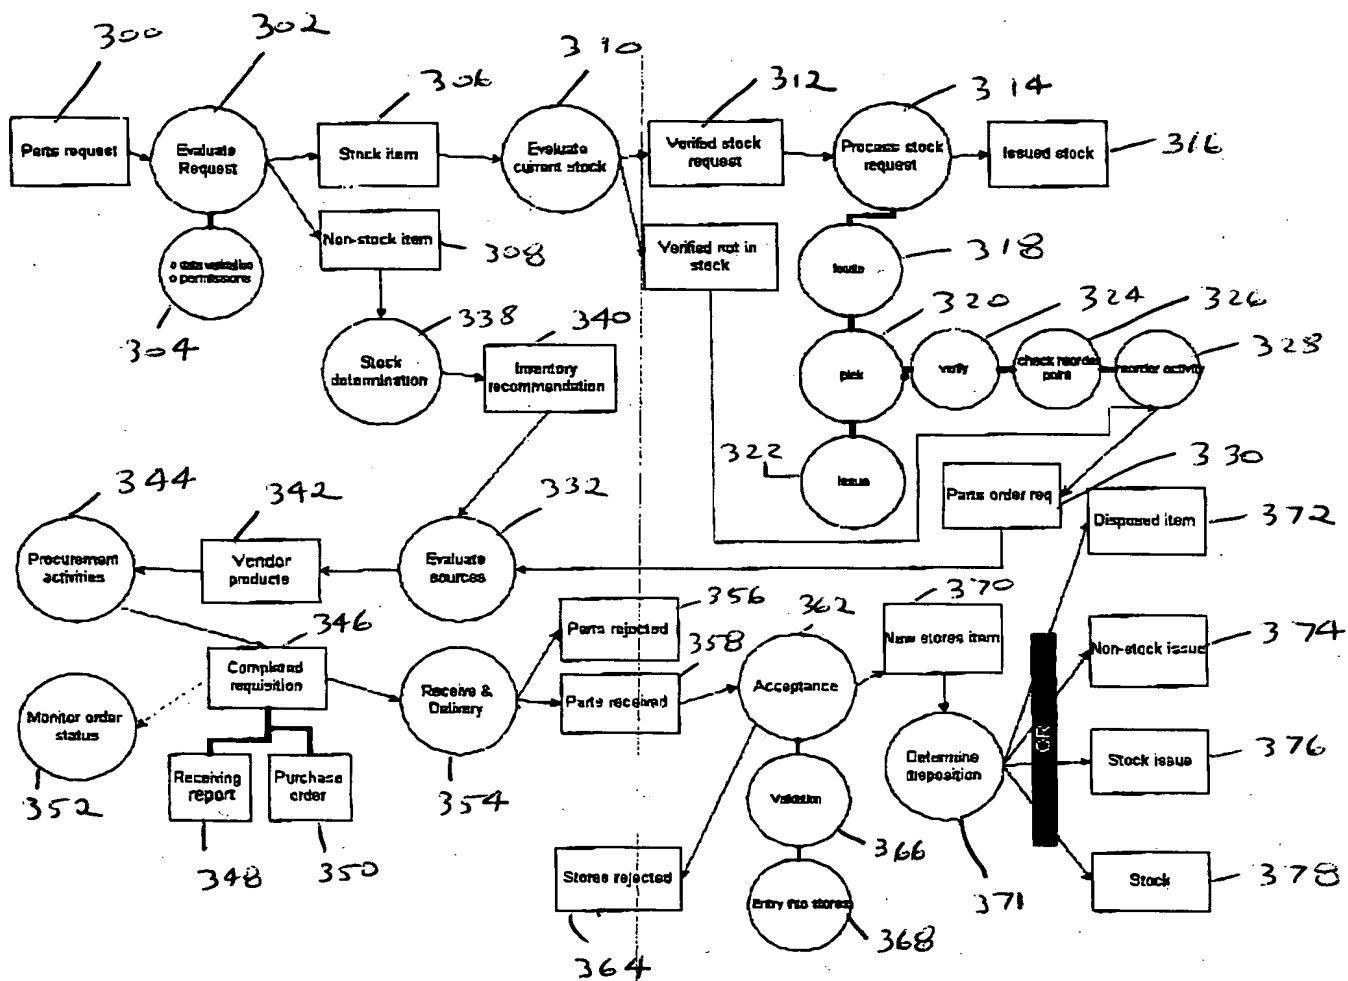 300
302
306
310
312
314
316
Parts request
Evaluate
Request
Stock item
Evaluate
current stock
Verified stock
request
Process stock
request
Issued stock
304
permissions
Non-stock item
308
Verified not in
stock
318
320
pick
324
verify
326
check reorder
point
328
reorder activity
338
Stock
determination
340
Inventory
recommendation
322
Issue
330
Parts order req
344
Procurement
activities
342
Vendor
products
332
Evaluate
sources
372
Disposed item
346
Completed
requisition
352
Monitor order
status
348
Receiving
report
350
Purchase
order
354
Receive &
Delivery
356
Parts rejected
358
Parts received
362
Acceptance
370
New stores item
374
Non-stock issue
OR
371
Determine
disposition
376
Stock issue
378
Stock
366
Validation
368
Entry into stores
364
Stores rejected